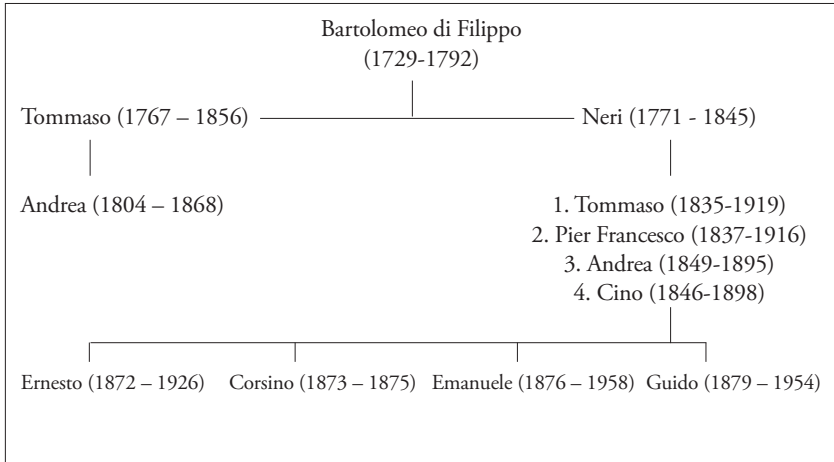 Bartolomeo di Filippo
(1729-1792)
Tommaso (1767 – 1856)
Neri (1771 - 1845)
Andrea (1804 – 1868)
1. Tommaso (1835-1919)
2. Pier Francesco (1837-1916)
3. Andrea (1849-1895)
4. Cino (1846-1898)
Ernesto (1872 – 1926)
Corsino (1873 – 1875)
Emanuele (1876 – 1958)
Guido (1879 – 1954)